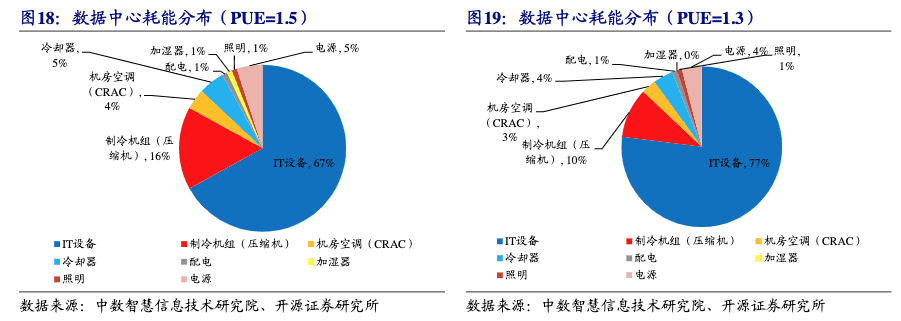 图18：数据中心耗能分布（PUE=1.5）
冷却器,
5%
加湿器, 1%
照明, 1%
电源, 5%
配电, 1%
机房空调
（CRAC）,
4%
制冷机组（压
缩机）, 16%
IT设备, 67%
IT设备
制冷机组（压缩机）
机房空调（CRAC）
冷却器
配电
加湿器
照明
电源
数据来源：中数智慧信息技术研究院、开源证券研究所
图19：数据中心耗能分布（PUE=1.3）
配电, 1%
加湿器, 0%
电源, 4%
照明,
1%
冷却器, 4%
机房空调
（CRAC）,
3%
制冷机组（压
缩机）, 10%
IT设备, 77%
IT设备
制冷机组（压缩机）
机房空调（CRAC）
冷却器
配电
加湿器
照明
电源
数据来源：中数智慧信息技术研究院、开源证券研究所